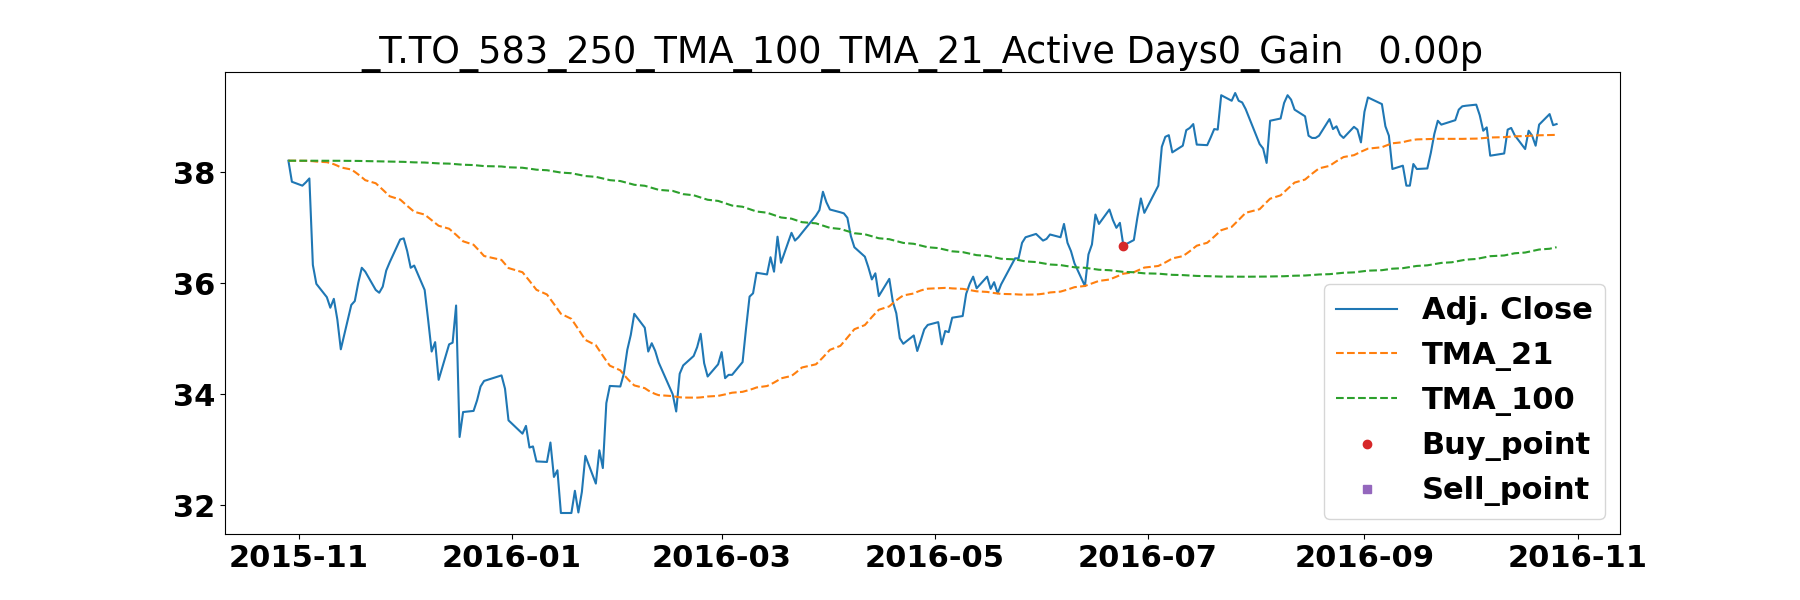 _T.TO_583_250_TMA_100_TMA_21_Active Days0_Gain   0.00p
38
36
34
32
Adj. Close
TMA_21
TMA_100
Buy_point
Sell_point
2015-11 2016-01 2016-03 2016-05 2016-07 2016-09 2016-11